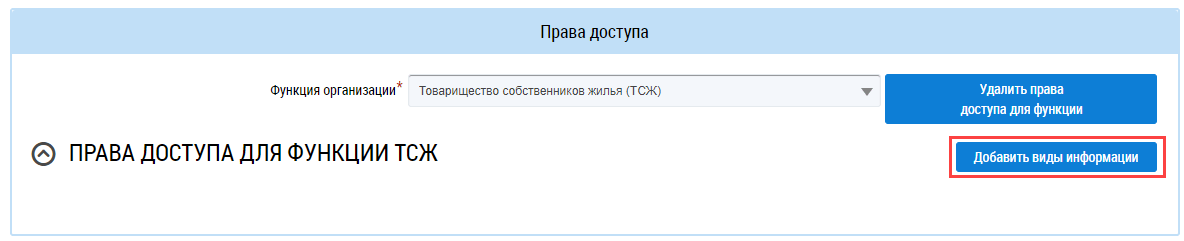 Права доступа
Функция организации*
Товарищество собственников жилья (ТСЖ)
Удалить права
доступа для функции
ПРАВА ДОСТУПА ДЛЯ ФУНКЦИИ ТСЖ
Добавить виды информации